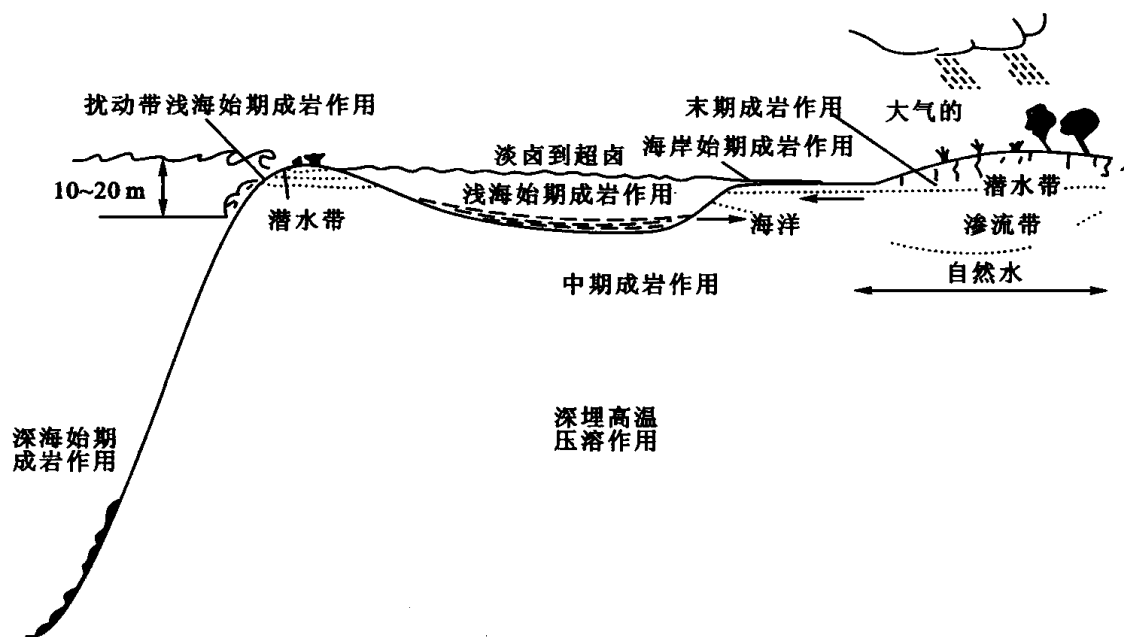 扰动带浅海始期成岩作用
末期成岩作用
大气的
淡卤到超卤
海岸始期成岩作用
10~20 m
浅海始期成岩作用
潜水带
潜水带
海洋
渗流带
中期成岩作用
自然水
深海始期
成岩作用
深埋高温
压溶作用